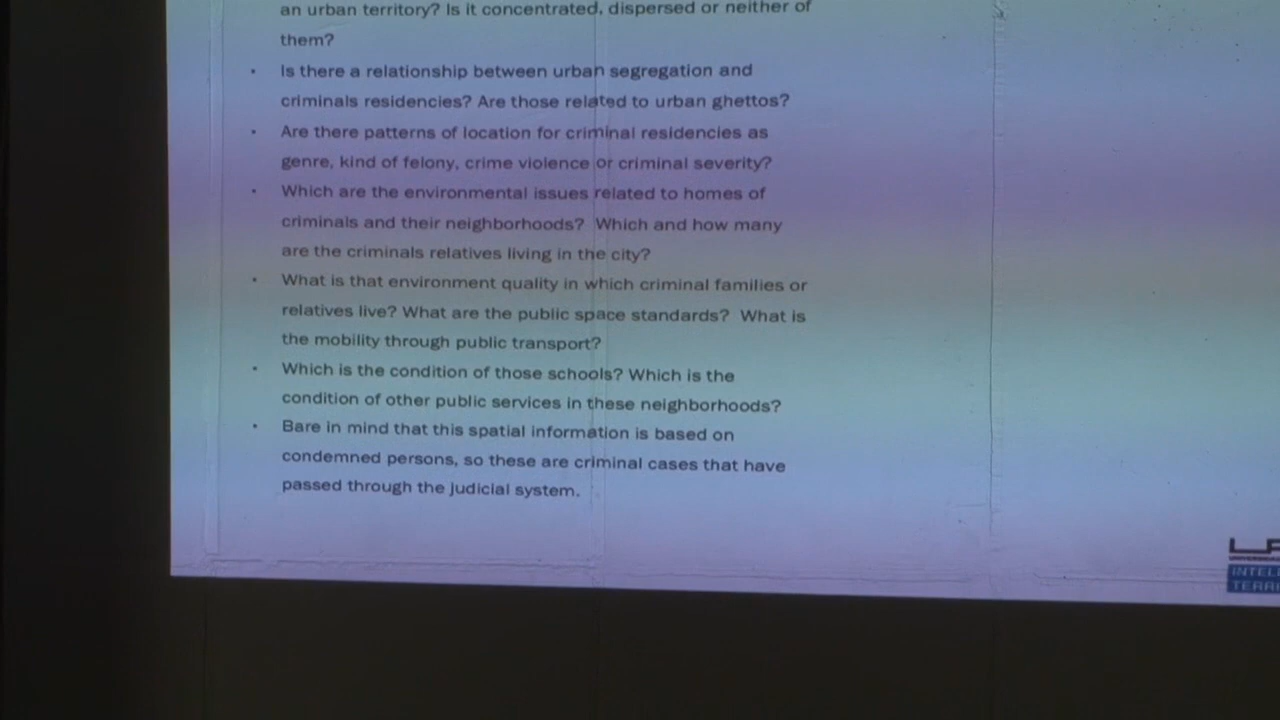 an urban territory? Is it concentrated, dispersed or neither of
them?
• Is there a relationship between urban segregation and
criminals residencies? Are those related to urban ghettos?
• Are there patterns of location for criminal residencies as
genre, kind of felony, crime violence or criminal severity?
• Which are the environmental issues related to homes of
criminals and their neighborhoods?  Which and how many
are the criminals relatives living in the city?
• What is that environment quality in which criminal families or
relatives live? What are the public space standards?  What is
the mobility through public transport?
• Which is the condition of those schools? Which is the
condition of other public services in these neighborhoods?
• Bare in mind that this spatial information is based on
condemned persons, so these are criminal cases that have
passed through the judicial system.